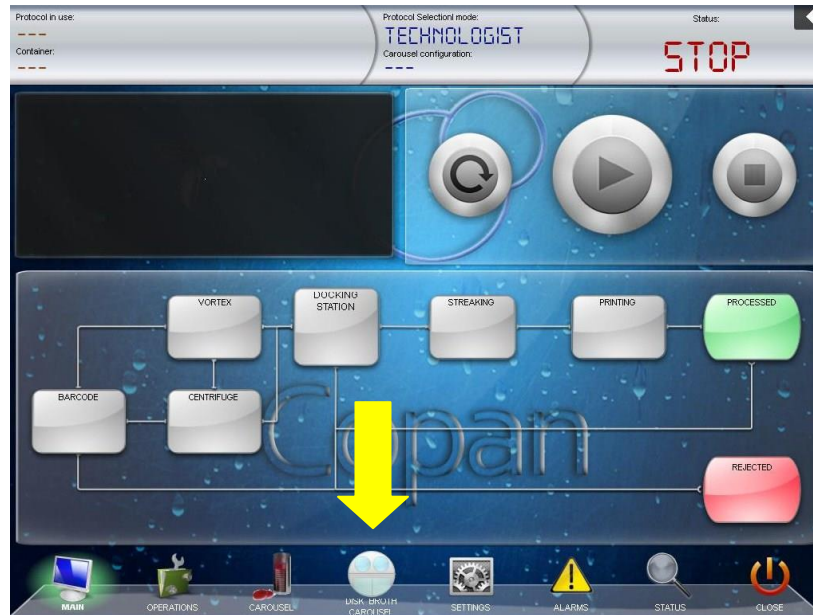 Protocol in use:
---
Container:
---
Protocol Selectionl mode:
TECHNOLOGIST
Carousel configuration:
---
Status:
STOP
VORTEX
DOCKING
STATION
STREAKING
PRINTING
PROCESSED
BARCODE
CENTRIFUGE
Copan
REJECTED
MAIN
OPERATIONS
CAROUSEL
DISK BROTH
CAROUSEL
SETTINGS
ALARMS
STATUS
CLOSE